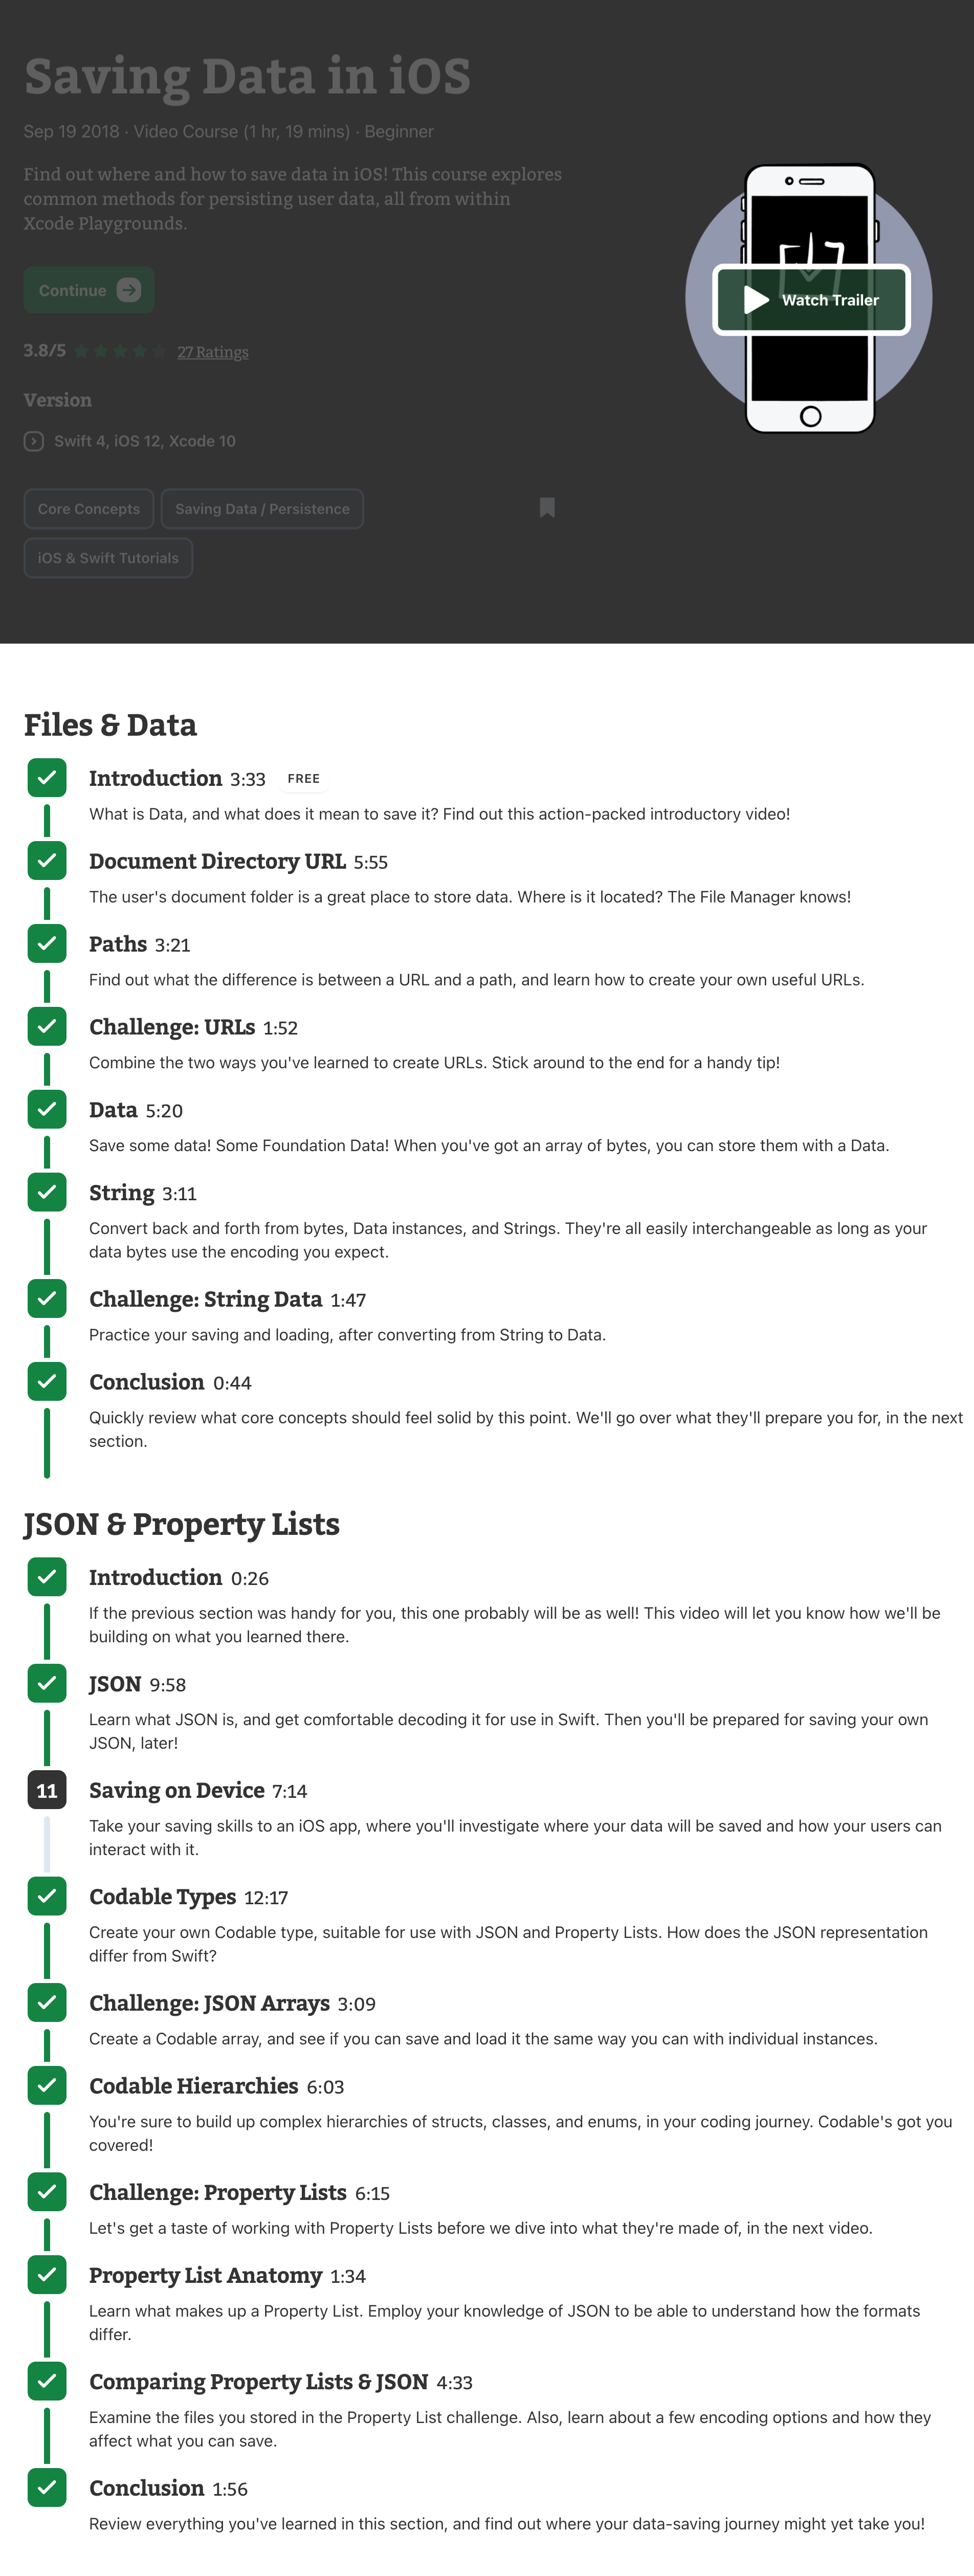 Saving Data in iOS
Sep 19 2018 · Video Course (1 hr, 19 mins) · Beginner
Find out where and how to save data in iOS! This course explores
common methods for persisting user data, all from within
Xcode Playgrounds.
Continue
3.8/5 27 Ratings
Version
Swift 4, iOS 12, Xcode 10
Core Concepts
Saving Data / Persistence
iOS & Swift Tutorials
Watch Trailer
Files & Data
Introduction 3:33 FREE
What is Data, and what does it mean to save it? Find out this action-packed introductory video!
Document Directory URL 5:55
The user's document folder is a great place to store data. Where is it located? The File Manager knows!
Paths 3:21
Find out what the difference is between a URL and a path, and learn how to create your own useful URLs.
Challenge: URLs 1:52
Combine the two ways you've learned to create URLs. Stick around to the end for a handy tip!
Data 5:20
Save some data! Some Foundation Data! When you've got an array of bytes, you can store them with a Data.
String 3:11
Convert back and forth from bytes, Data instances, and Strings. They're all easily interchangeable as long as your
data bytes use the encoding you expect.
Challenge: String Data 1:47
Practice your saving and loading, after converting from String to Data.
Conclusion 0:44
Quickly review what core concepts should feel solid by this point. We'll go over what they'll prepare you for, in the next
section.
JSON & Property Lists
Introduction 0:26
If the previous section was handy for you, this one probably will be as well! This video will let you know how we'll be
building on what you learned there.
JSON 9:58
Learn what JSON is, and get comfortable decoding it for use in Swift. Then you'll be prepared for saving your own
JSON, later!
11 Saving on Device 7:14
Take your saving skills to an iOS app, where you'll investigate where your data will be saved and how your users can
interact with it.
Codable Types 12:17
Create your own Codable type, suitable for use with JSON and Property Lists. How does the JSON representation
differ from Swift?
Challenge: JSON Arrays 3:09
Create a Codable array, and see if you can save and load it the same way you can with individual instances.
Codable Hierarchies 6:03
You're sure to build up complex hierarchies of structs, classes, and enums, in your coding journey. Codable's got you
covered!
Challenge: Property Lists 6:15
Let's get a taste of working with Property Lists before we dive into what they're made of, in the next video.
Property List Anatomy 1:34
Learn what makes up a Property List. Employ your knowledge of JSON to be able to understand how the formats
differ.
Comparing Property Lists & JSON 4:33
Examine the files you stored in the Property List challenge. Also, learn about a few encoding options and how they
affect what you can save.
Conclusion 1:56
Review everything you've learned in this section, and find out where your data-saving journey might yet take you!